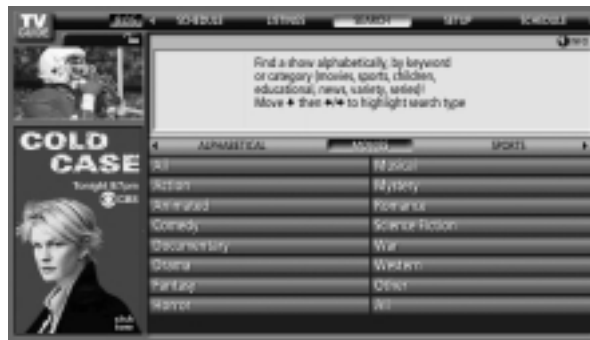 TV
GUIDE
SCHEDULE LISTINGS SEARCH SETUP SCHEDULE
INFO
Find a show alphabetically, by keyword
or category (movies, sports, children,
educational, news, variety, series)!
Move then to highlight search type
ALPHABETICAL MOVIES SPORTS
COLD
CASE
Tonight 8/7pm
CBS
All Musical
Action Mystery
Animated Romance
Comedy Science Fiction
Documentary War
Drama Western
Fantasy Other
Horror All